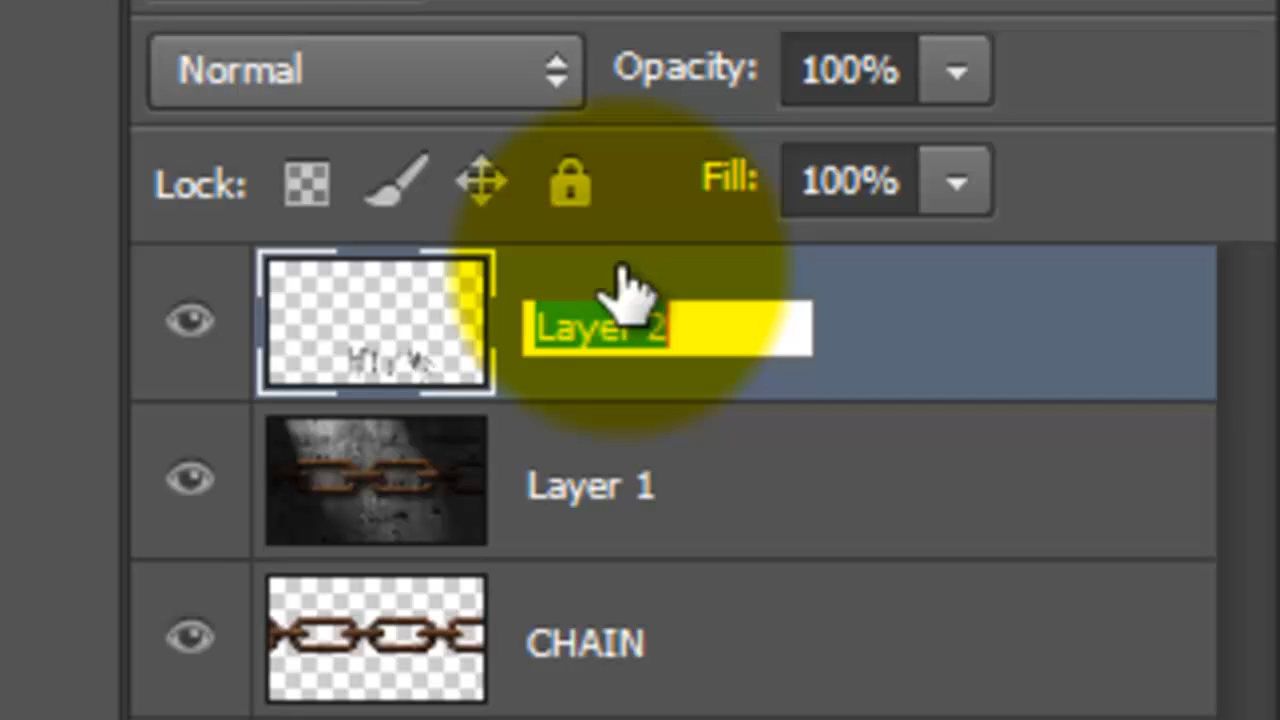 Normal Opacity: 100%
Lock: Fill: 100%
Layer 2
Layer 1
CHAIN